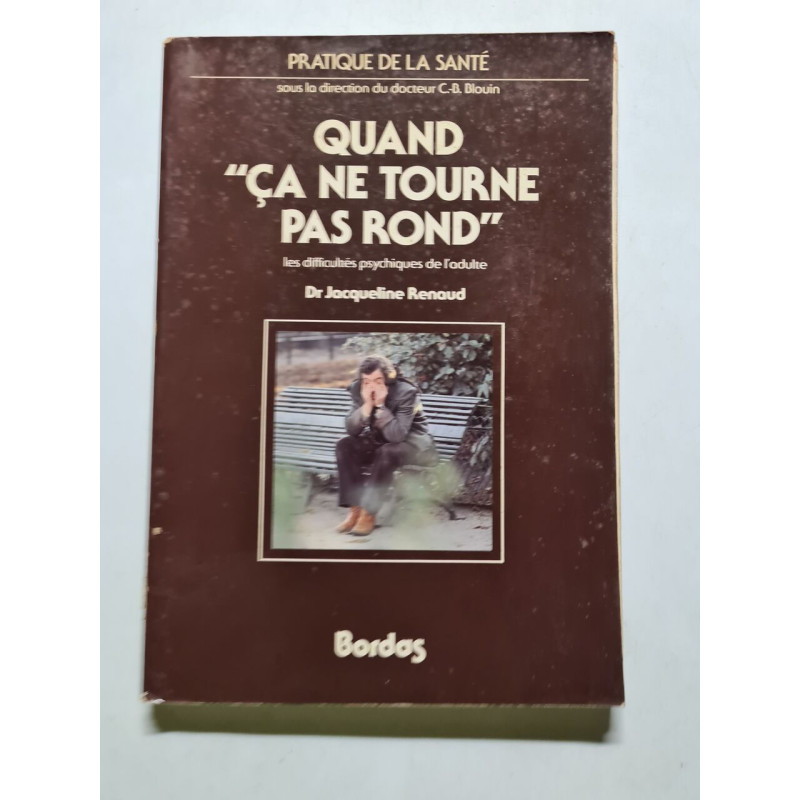 PRATIQUE DE LA SANTÉ
sous la direction du docteur C.-B. Blouin
QUAND
“ÇA NE TOURNE
PAS ROND”
les difficultés psychiques de l'adulte
Dr Jacqueline Renaud
Bordas